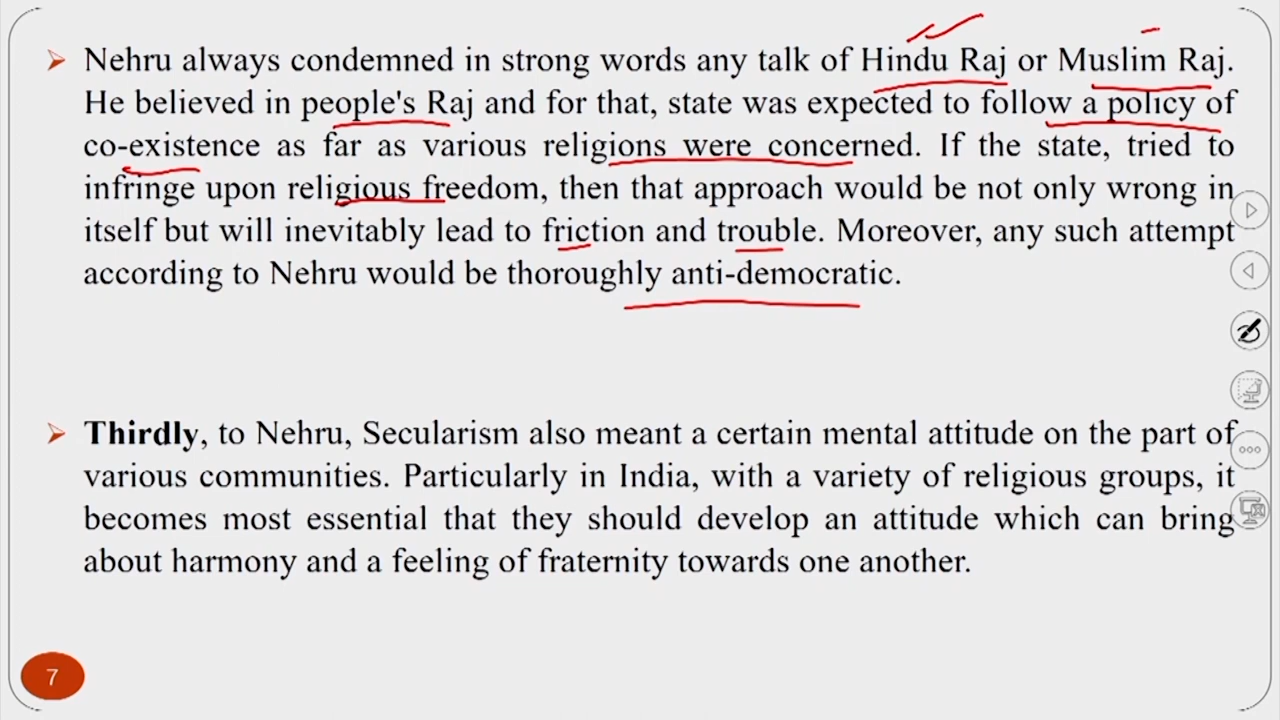 Nehru always condemned in strong words any talk of Hindu Raj or Muslim Raj.
He believed in people's Raj and for that, state was expected to follow a policy of
co-existence as far as various religions were concerned. If the state, tried to
infringe upon religious freedom, then that approach would be not only wrong in
itself but will inevitably lead to friction and trouble. Moreover, any such attempt
according to Nehru would be thoroughly anti-democratic.
Thirdly, to Nehru, Secularism also meant a certain mental attitude on the part of
various communities. Particularly in India, with a variety of religious groups, it
becomes most essential that they should develop an attitude which can bring
about harmony and a feeling of fraternity towards one another.
7